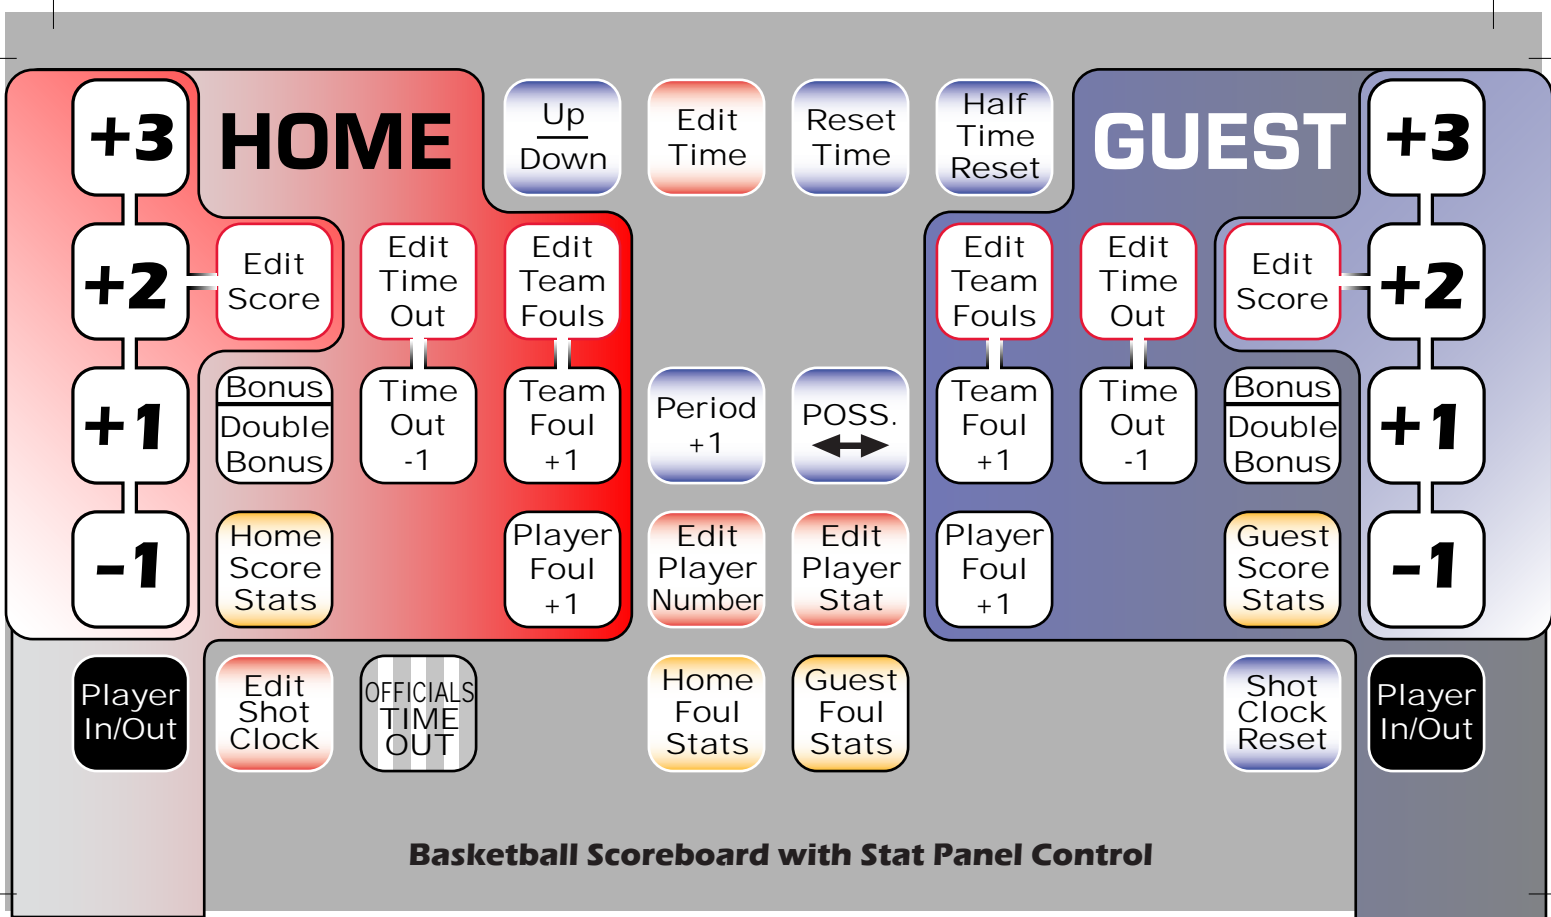 +3
HOME
Up
Down
Edit
Time
Reset
Time
Half
Time
Reset
GUEST
+3
+2
Edit
Score
Edit
Time
Out
Edit
Team
Fouls
Edit
Team
Fouls
Edit
Time
Out
Edit
Score
+2
+1
Bonus
Double
Bonus
Time
Out
-1
Team
Foul
+1
Period
+1
POSS.
Team
Foul
+1
Time
Out
-1
Bonus
Double
Bonus
+1
-1
Home
Score
Stats
Player
Foul
+1
Edit
Player
Number
Edit
Player
Stat
Player
Foul
+1
Guest
Score
Stats
-1
Player
In/Out
Edit
Shot
Clock
OFFICIALS
TIME
OUT
Home
Foul
Stats
Guest
Foul
Stats
Shot
Clock
Reset
Player
In/Out
Basketball Scoreboard with Stat Panel Control